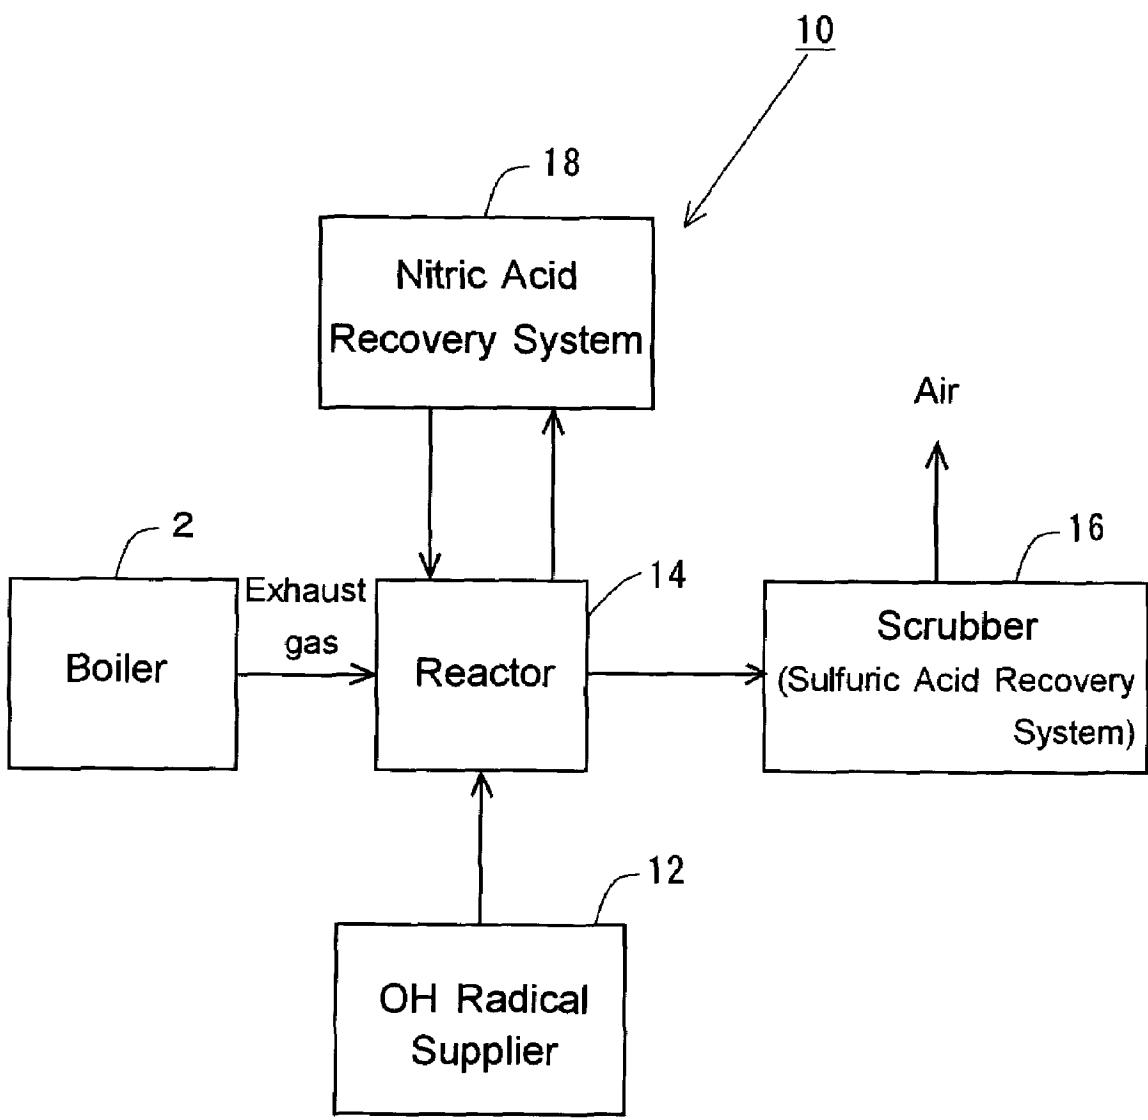 10
18
Nitric Acid
Recovery System
Air
2
16
Exhaust
gas
14
Boiler
Reactor
Scrubber
(Sulfuric Acid Recovery
System)
12
OH Radical
Supplier